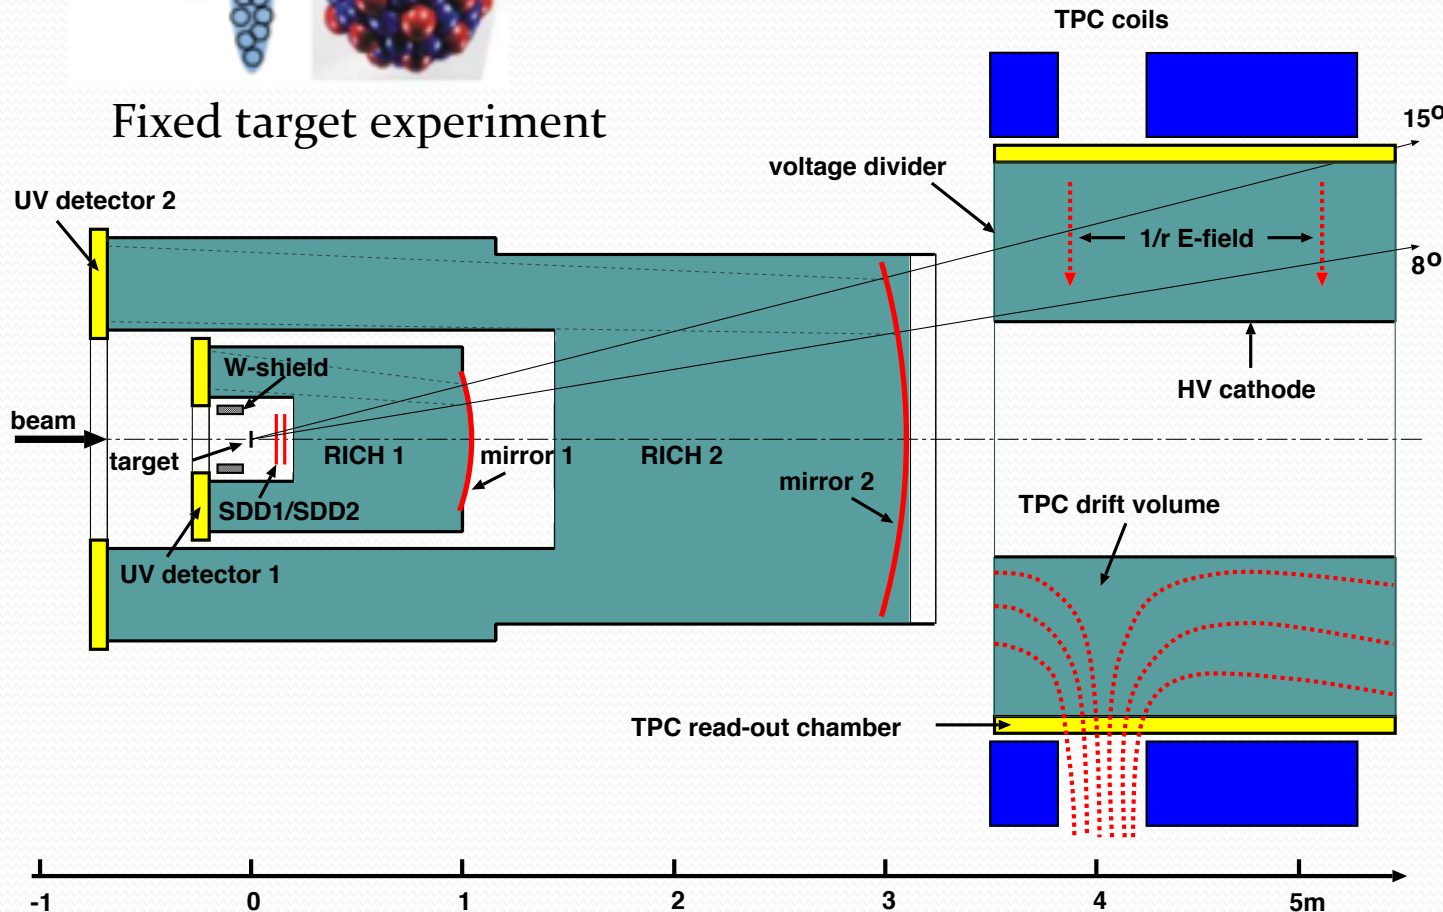 TPC coils
Fixed target experiment
15o
voltage divider
UV detector 2
1/r E-field
8o
W-shield
HV cathode
beam
target
RICH 1
mirror 1
RICH 2
mirror 2
SDD1/SDD2
TPC drift volume
UV detector 1
TPC read-out chamber
-1
0
1
2
3
4
5m